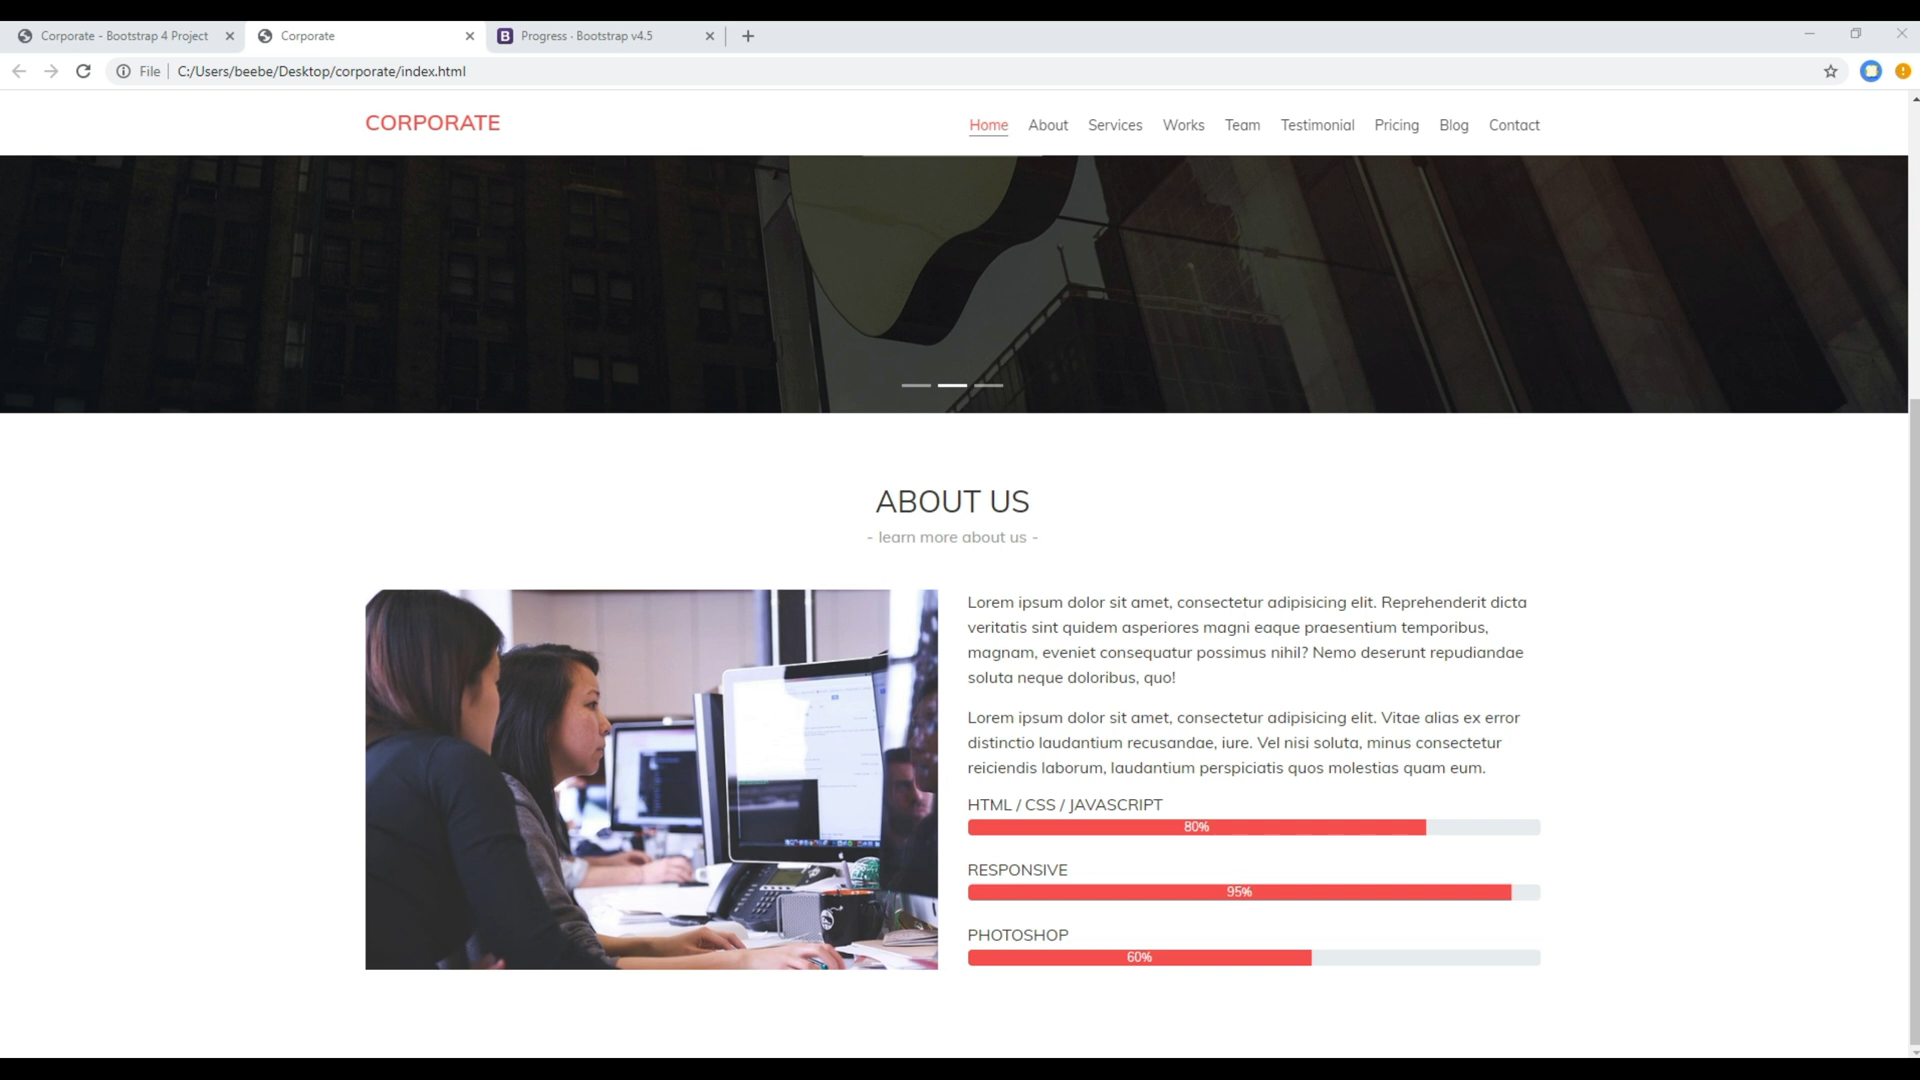 Corporate - Bootstrap 4 Project
Corporate
Progress · Bootstrap v4.5
File
C:/Users/beebe/Desktop/corporate/index.html
CORPORATE
Home About Services Works Team Testimonial Pricing Blog Contact
ABOUT US
- learn more about us -
Lorem ipsum dolor sit amet, consectetur adipisicing elit. Reprehenderit dicta
veritatis sint quidem asperiores magni eaque praesentium temporibus,
magnam, eveniet consequatur possimus nihil? Nemo deserunt repudiandae
soluta neque doloribus, quo!
Lorem ipsum dolor sit amet, consectetur adipisicing elit. Vitae alias ex error
distinctio laudantium recusandae, iure. Vel nisi soluta, minus consectetur
reiciendis laborum, laudantium perspiciatis quos molestias quam eum.
HTML / CSS / JAVASCRIPT
80%
RESPONSIVE
95%
PHOTOSHOP
60%